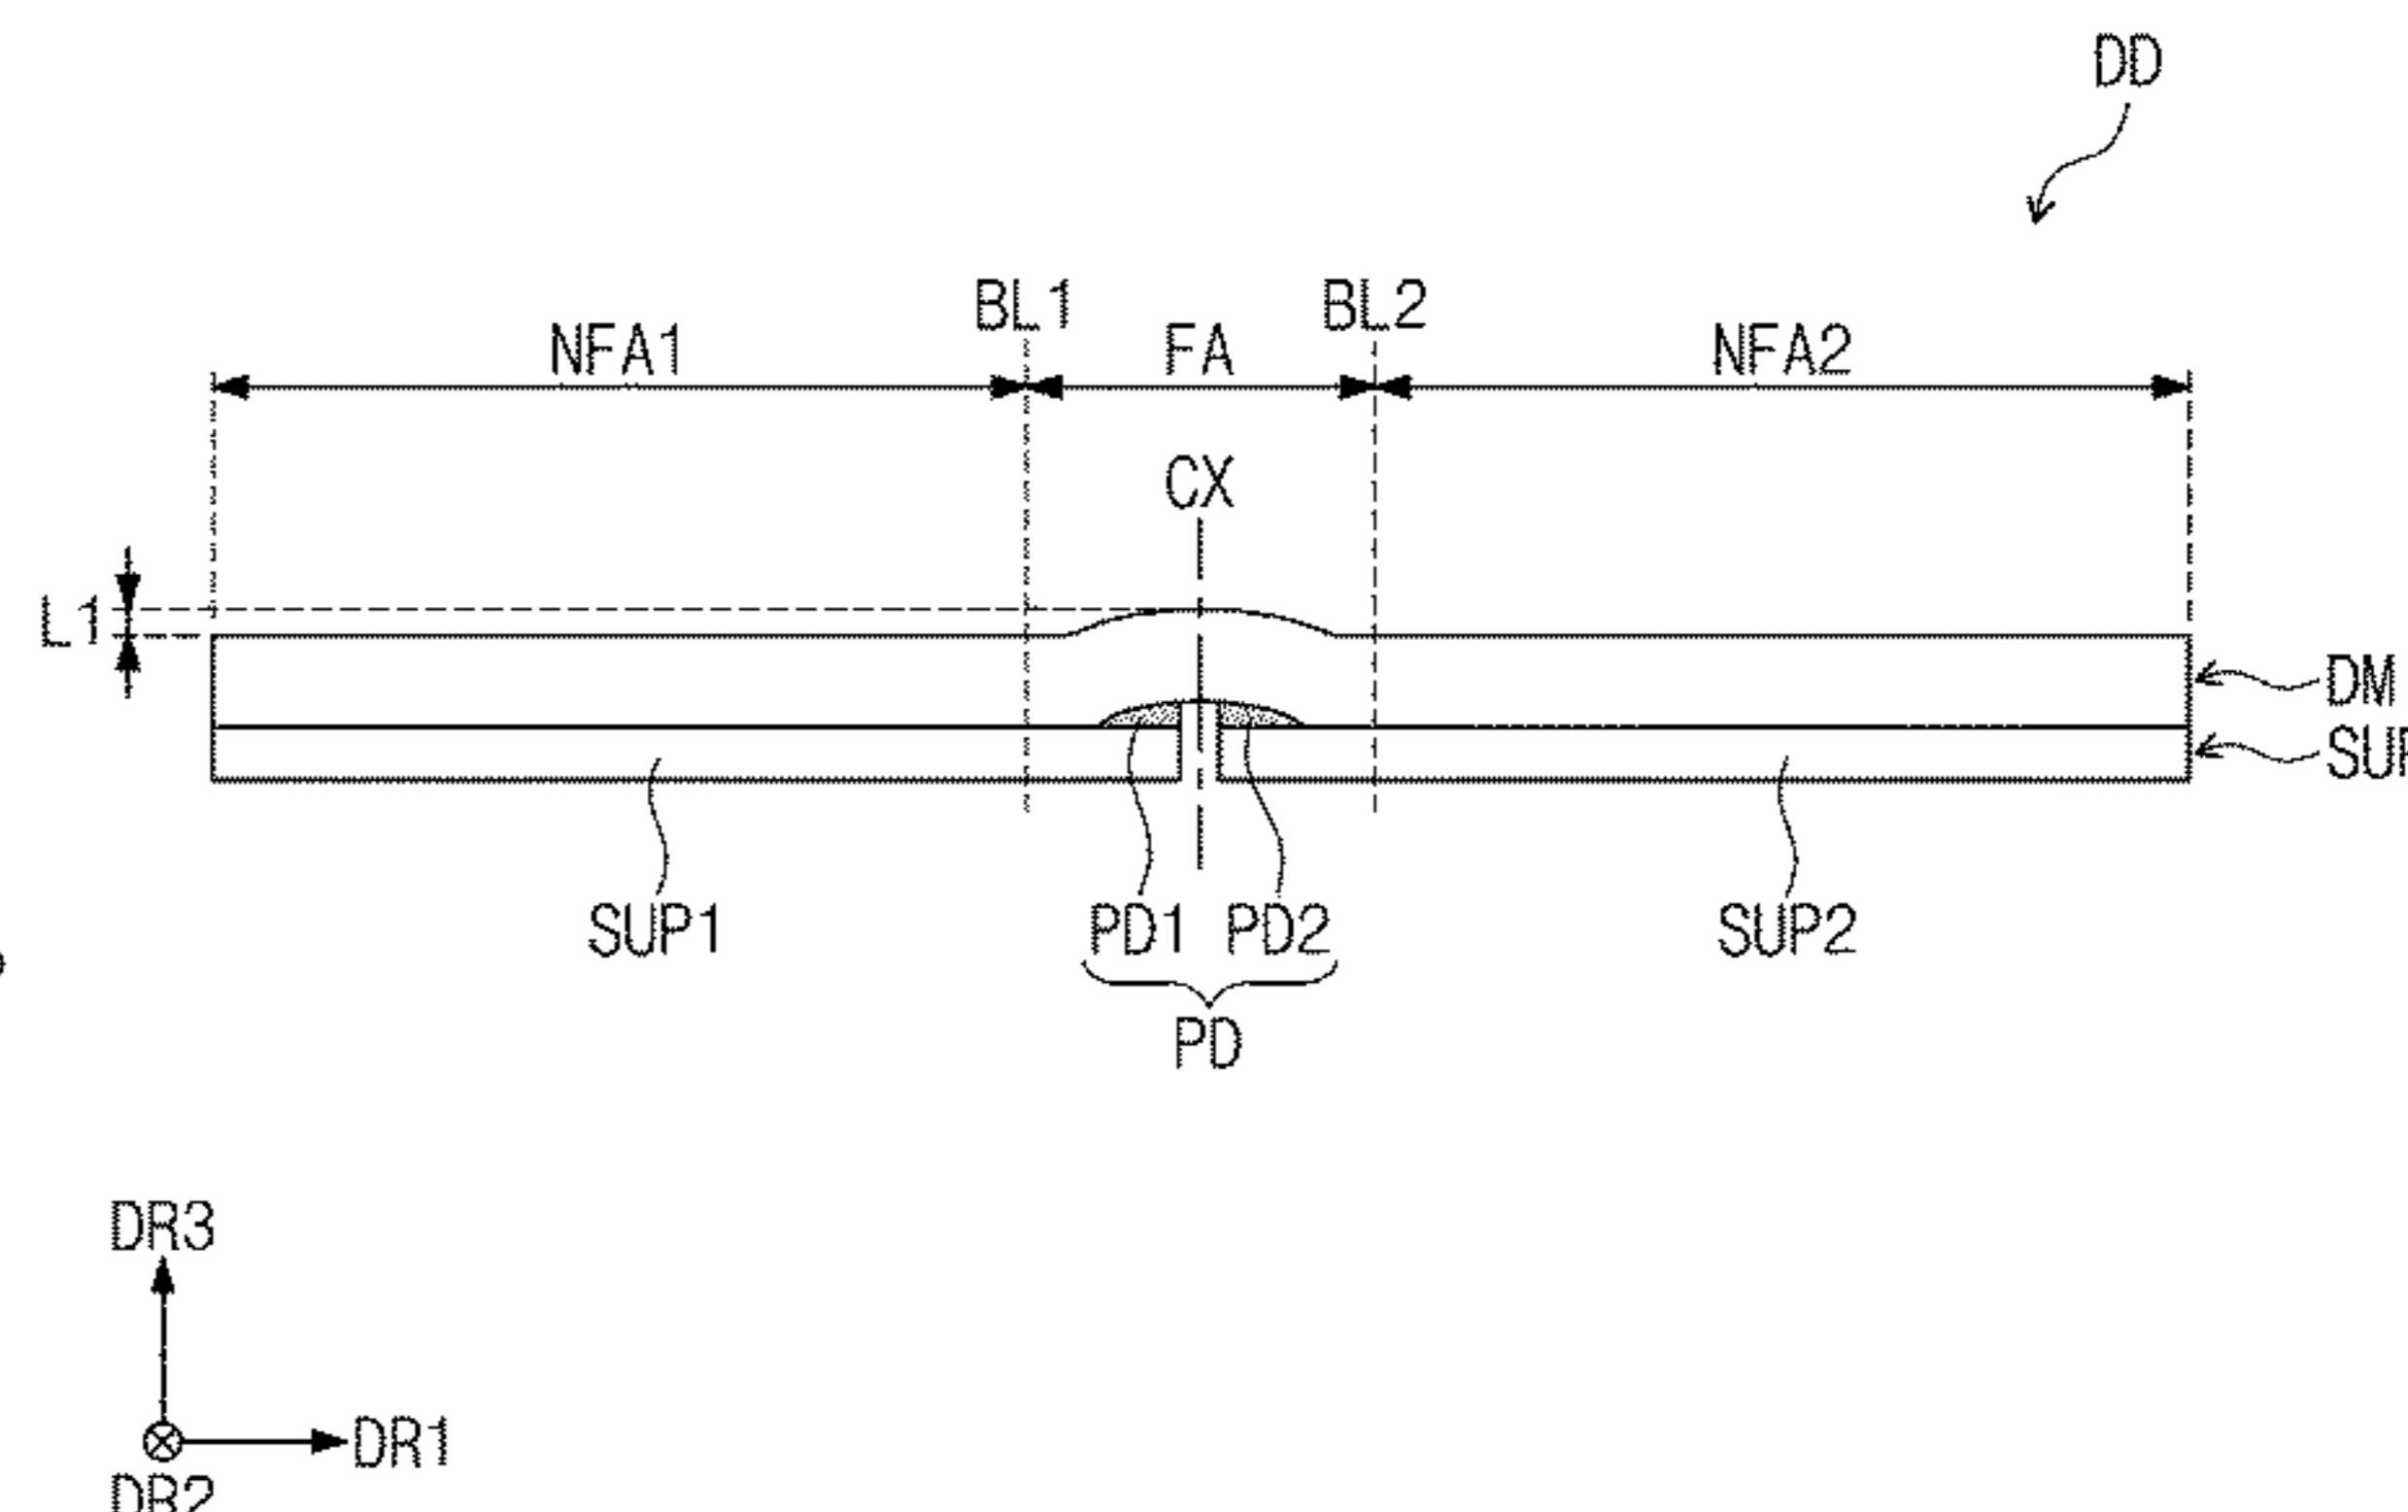 DD
BL1 BL2
NFA1 FA NFA2
CX
L1
DM
SUP1 PD1 PD2 SUP2
PD
DR3
DR1
DR2